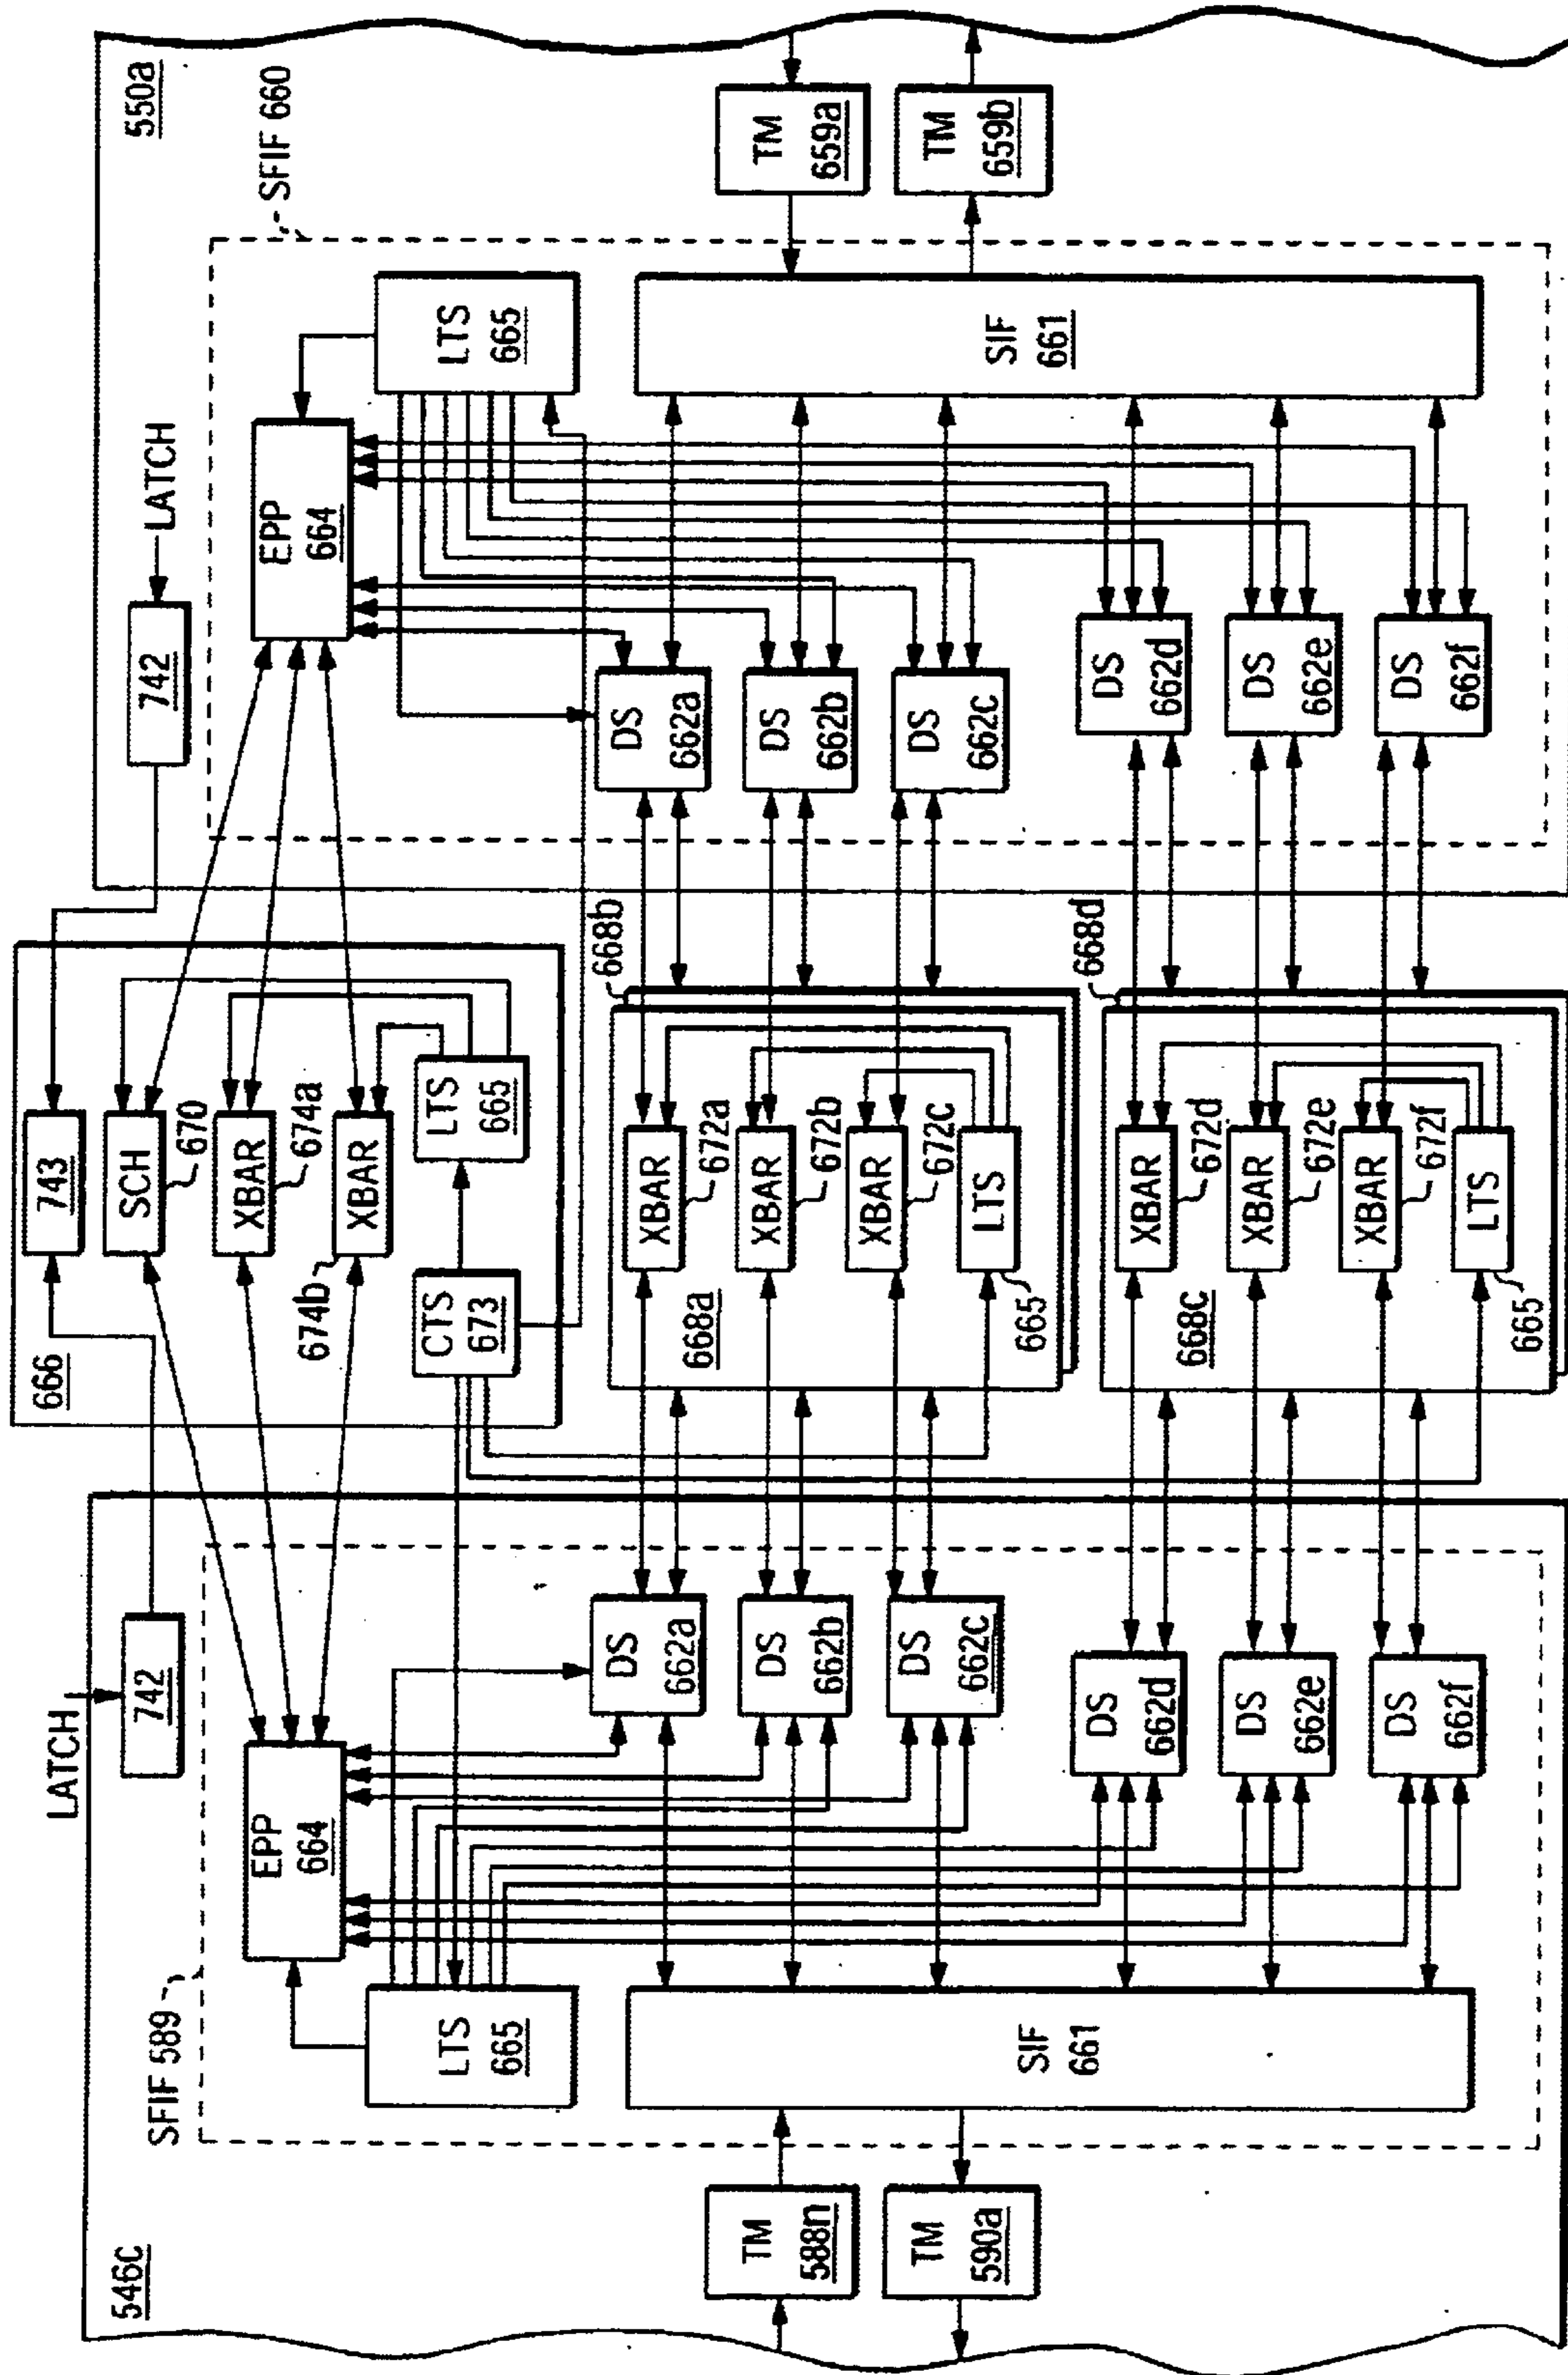 546C
LATCH
742
SFIF 589
EPP
664
LTS
665
TM
588n
TM
590a
SIF
661
DS
662a
DS
662b
DS
662c
DS
662d
DS
662e
DS
662f
666
743
SCH
670
XBAR
674a
XBAR
674b
LTS
665
CTS
673
668b
XBAR
672a
XBAR
672b
XBAR
672c
LTS
665
668a
668d
XBAR
672d
XBAR
672e
XBAR
672f
LTS
665
668C
550a
SFIF 660
LATCH
742
EPP
664
LTS
665
DS
662a
DS
662b
DS
662c
DS
662d
DS
662e
DS
662f
SIF
661
TM
659a
TM
659b